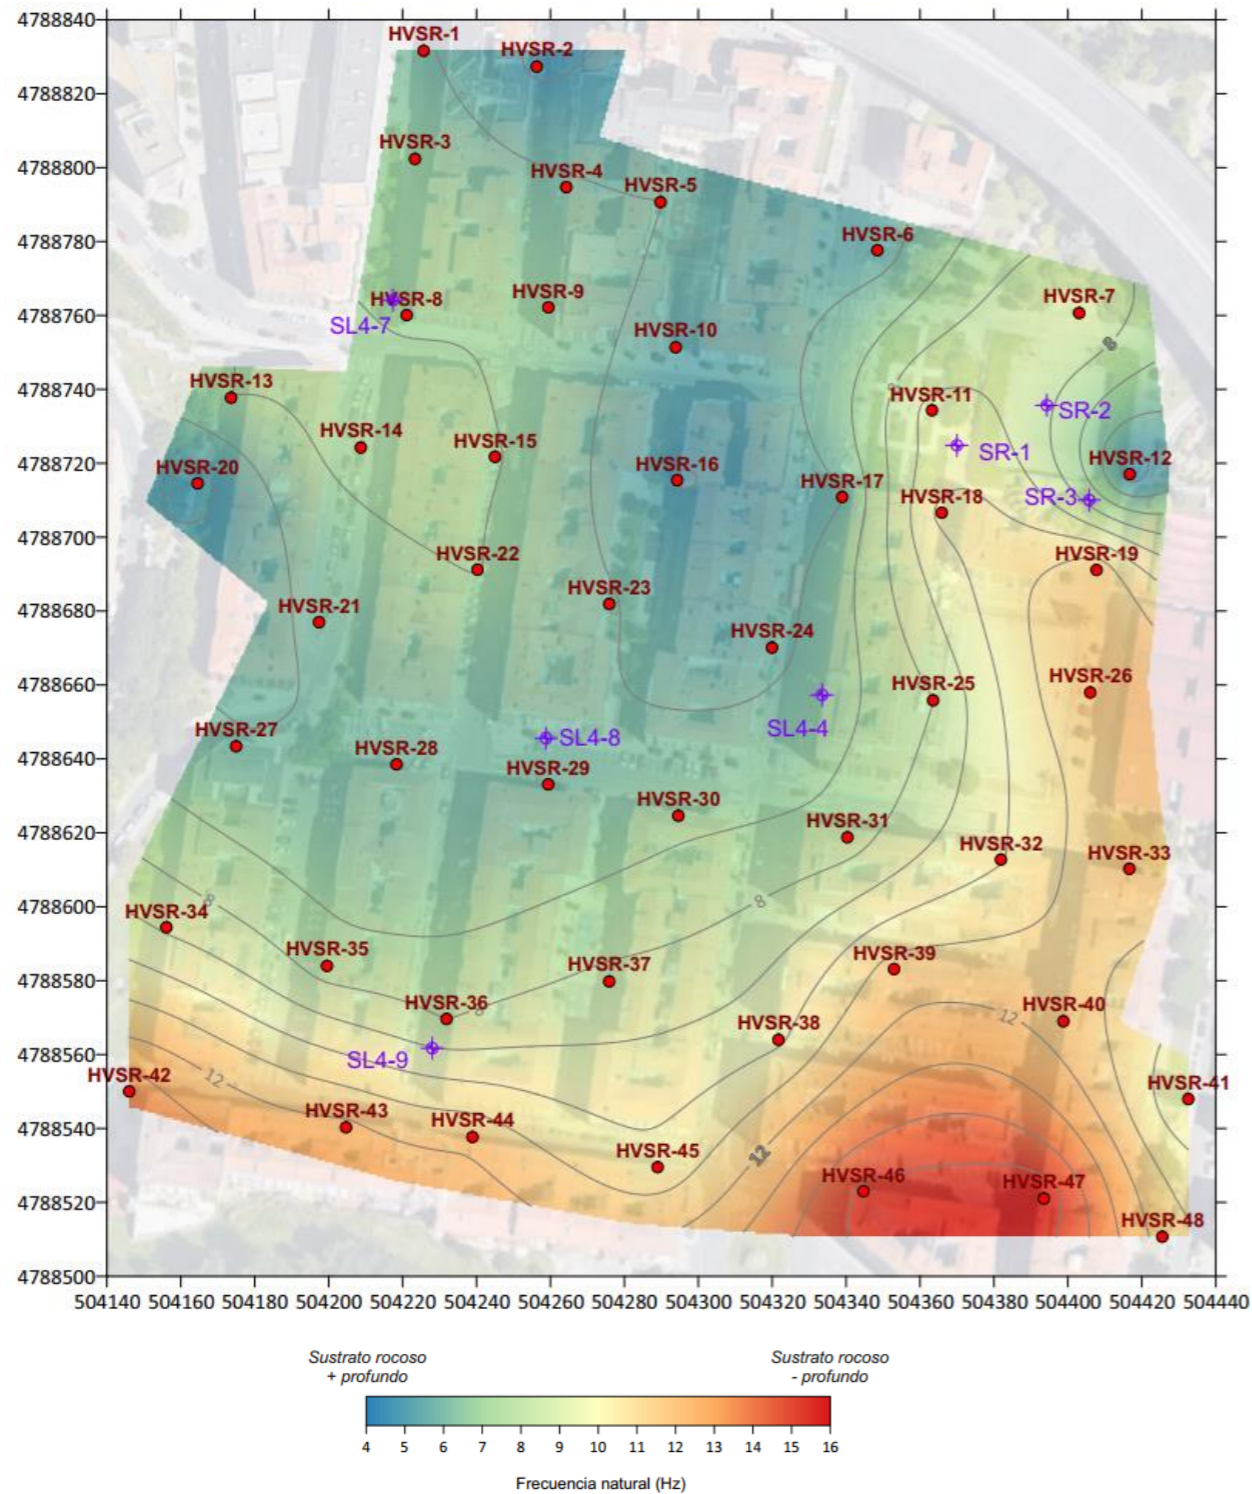 4788840
HVSR-1
HVSR-2
4788820
HVSR-3
4788800
HVSR-4
HVSR-5
4788780
HVSR-6
HVSR-7
4788760
HVSR-8
SL4-7
HVSR-9
HVSR-10
8
4788740
HVSR-13
HVSR-11
SR-2
HVSR-14
HVSR-15
SR-1
4788720
HVSR-20
HVSR-16
HVSR-17
HVSR-12
HVSR-18
SR-3
4788700
HVSR-22
HVSR-19
4788680
HVSR-21
HVSR-23
HVSR-24
4788660
HVSR-25
HVSR-26
HVSR-27
SL4-8
SL4-4
4788640
HVSR-28
HVSR-29
HVSR-30
4788620
HVSR-31
HVSR-32
HVSR-33
4788600
8
8
HVSR-34
HVSR-35
HVSR-37
HVSR-39
4788580
HVSR-36
8
HVSR-38
HVSR-40
12
4788560
SL4-9
HVSR-42
12
HVSR-41
4788540
HVSR-43
HVSR-44
HVSR-45
12
4788520
HVSR-46
HVSR-47
HVSR-48
4788500
504140 504160 504180 504200 504220 504240 504260 504280 504300 504320 504340 504360 504380 504400 504420 504440
Sustrato rocoso
+ profundo
Sustrato rocoso
- profundo
4 5 6 7 8 9 10 11 12 13 14 15 16
Frecuencia natural (Hz)